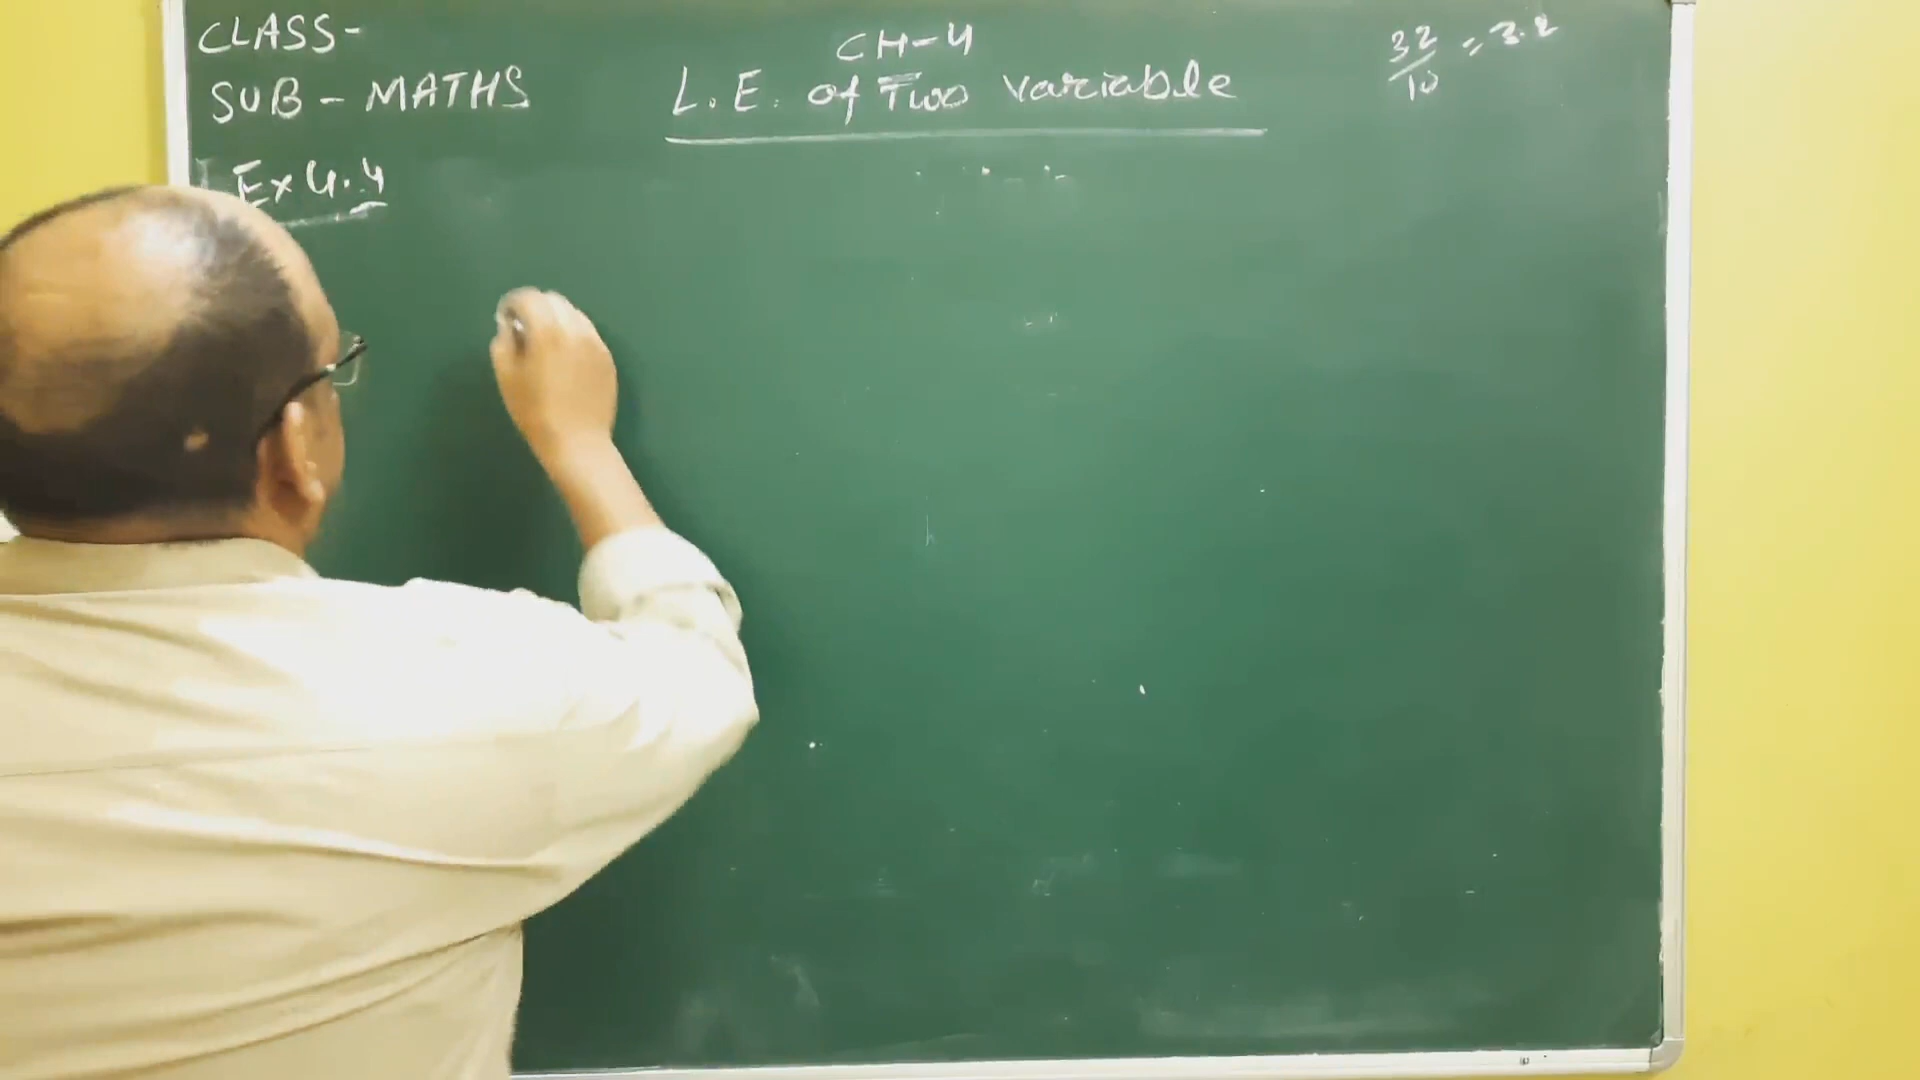 CLASS-
SUB - MATHS
CH-4
L.E. of Two variable
32/10 = 3.2
Ex 4.4